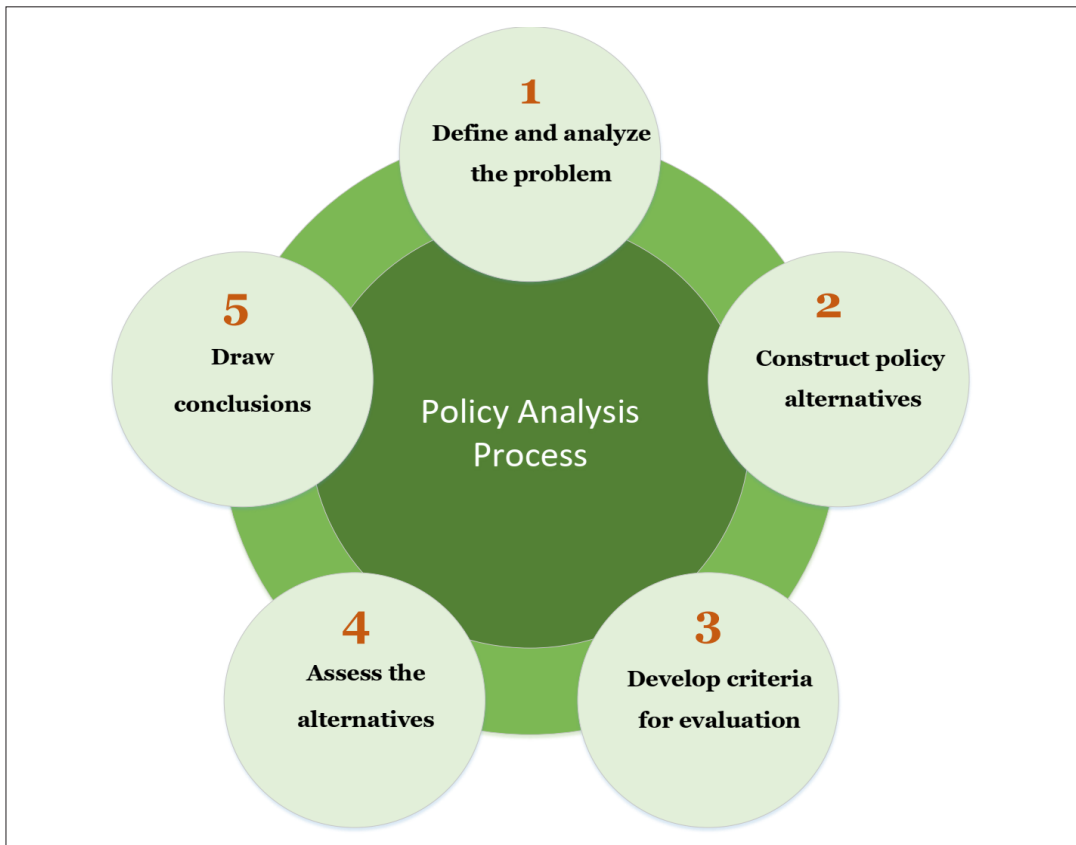 1
Define and analyze
the problem
2
Construct policy
alternatives
3
Develop criteria
for evaluation
4
Assess the
alternatives
5
Draw
conclusions
Policy Analysis
Process